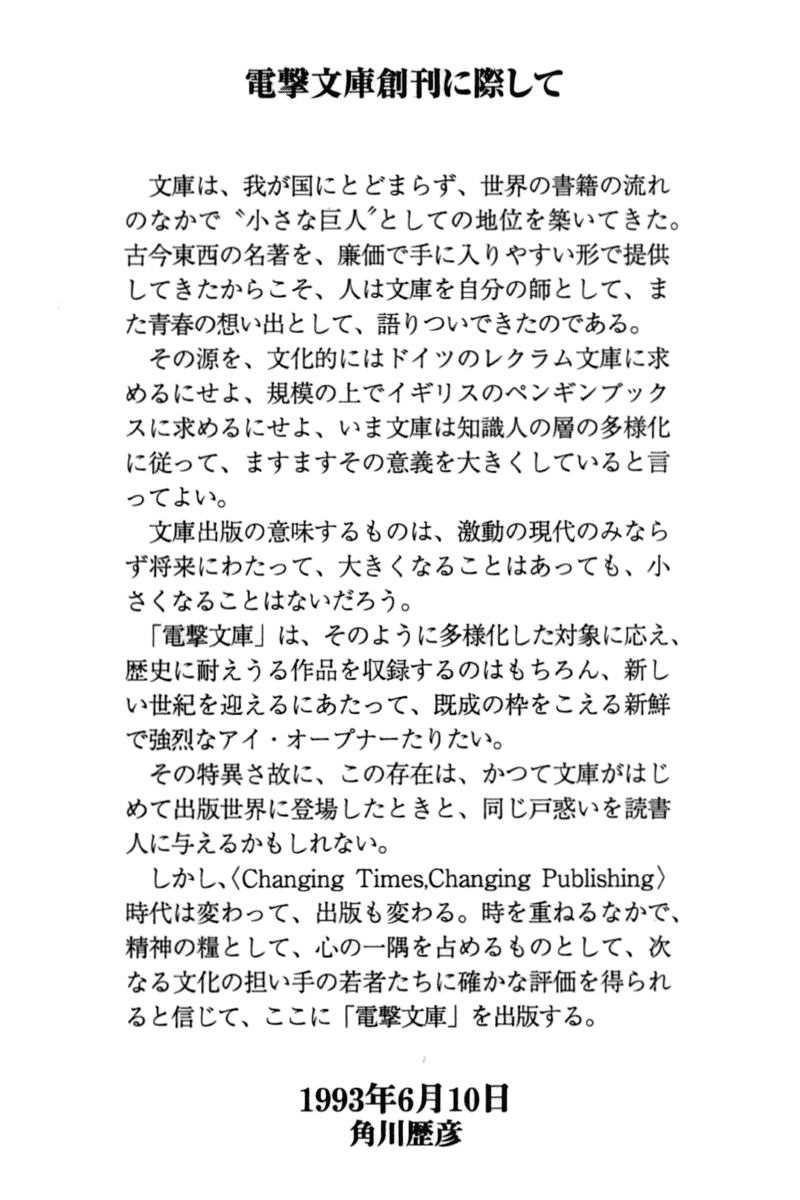 電撃文庫創刊に際して
文庫は、我が国にとどまらず、世界の書籍の流れ
のなかで〝小さな巨人〟としての地位を築いてきた。
古今東西の名著を、廉価で手に入りやすい形で提供
してきたからこそ、人は文庫を自分の師として、ま
た青春の想い出として、語りついできたのである。
その源を、文化的にはドイツのレクラム文庫に求
めるにせよ、規模の上でイギリスのペンギンブック
スに求めるにせよ、いま文庫は知識人の層の多様化
に従って、ますますその意義を大きくしていると言
ってよい。
文庫出版の意味するものは、激動の現代のみなら
ず将来にわたって、大きくなることはあっても、小
さくなることはないだろう。
「電撃文庫」は、そのように多様化した対象に応え、
歴史に耐えうる作品を収録するのはもちろん、新し
い世紀を迎えるにあたって、既成の枠をこえる新鮮
で強烈なアイ・オープナーたりたい。
その特異さ故に、この存在は、かつて文庫がはじ
めて出版世界に登場したときと、同じ戸惑いを読書
人に与えるかもしれない。
しかし、〈Changing Times,Changing Publishing〉
時代は変わって、出版も変わる。時を重ねるなかで、
精神の糧として、心の一隅を占めるものとして、次
なる文化の担い手の若者たちに確かな評価を得られ
ると信じて、ここに「電撃文庫」を出版する。
1993年6月10日
角川歴彦